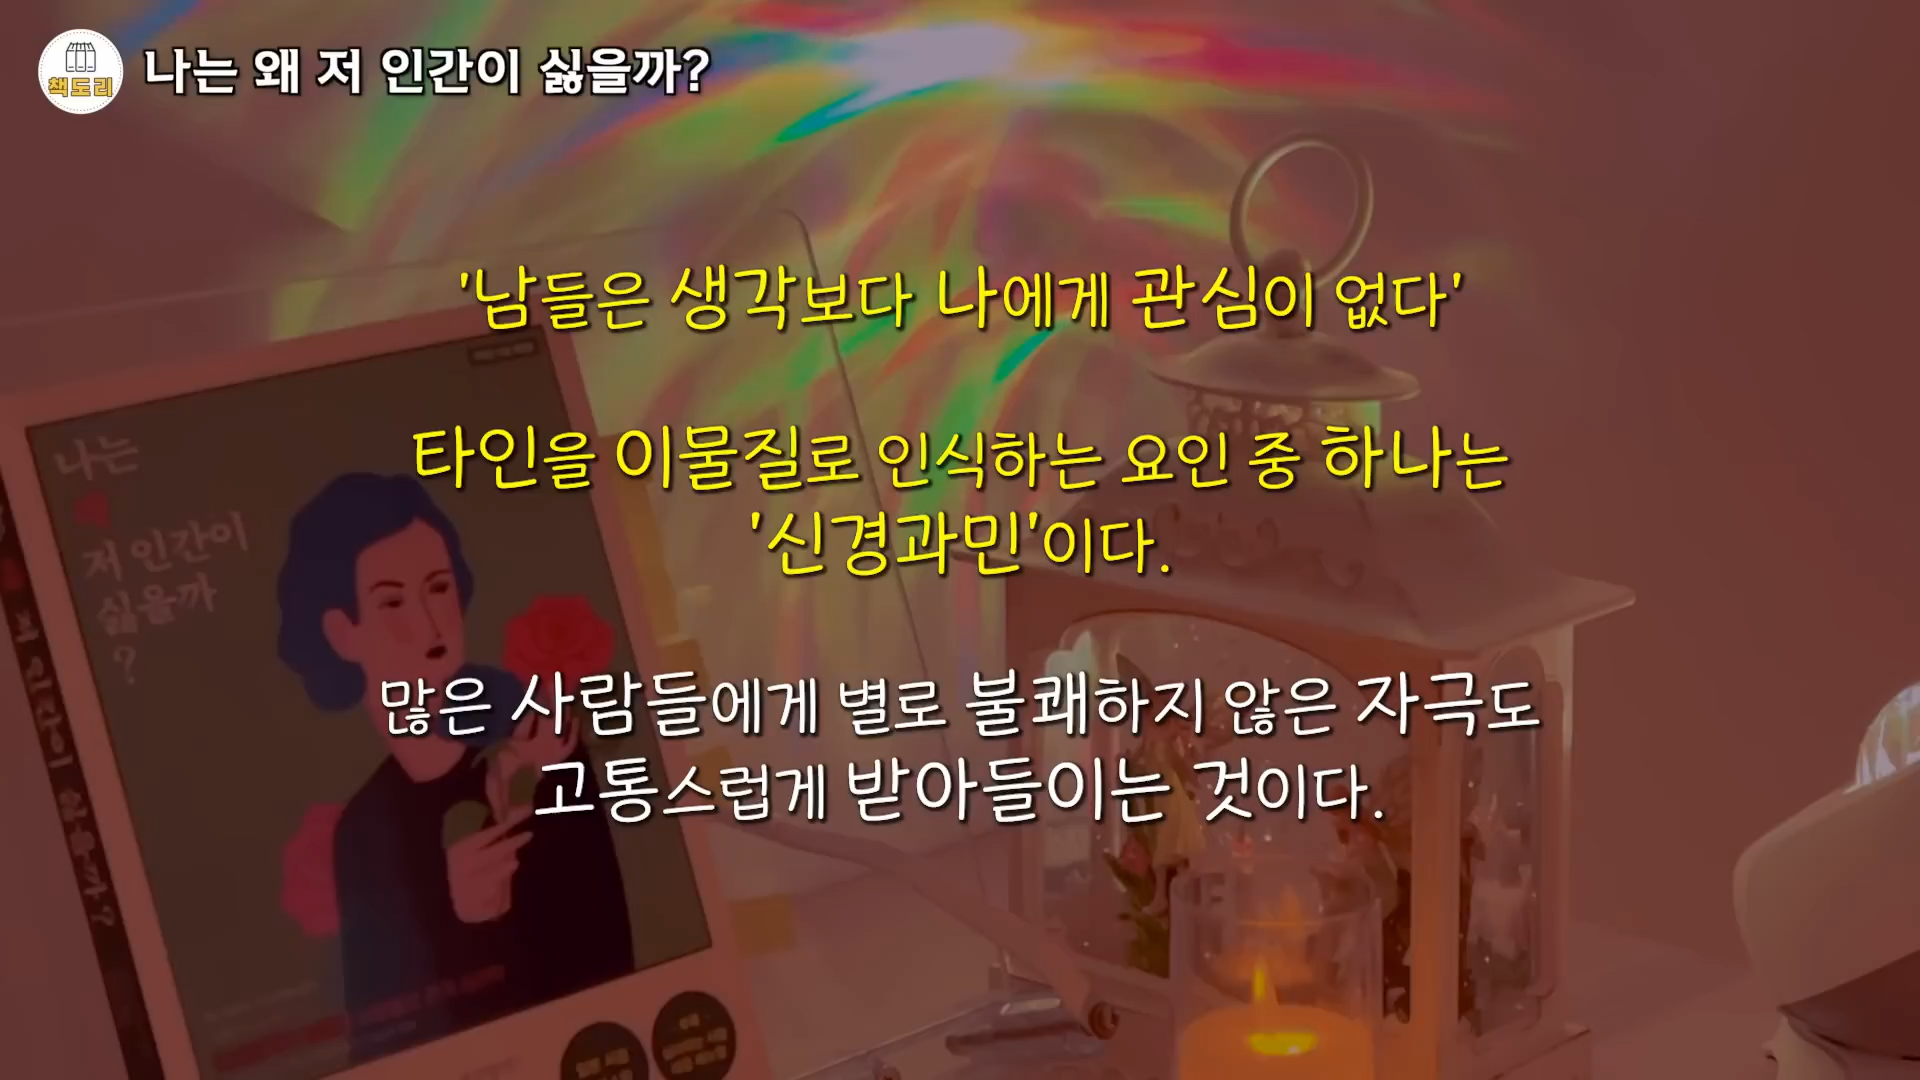 책도리
나는 왜 저 인간이 싫을까?
'남들은 생각보다 나에게 관심이 없다'
타인을 이물질로 인식하는 요인 중 하나는
'신경과민'이다.
많은 사람들에게 별로 불쾌하지 않은 자극도
고통스럽게 받아들이는 것이다.
나는
왜
저 인간이
싫을까
?